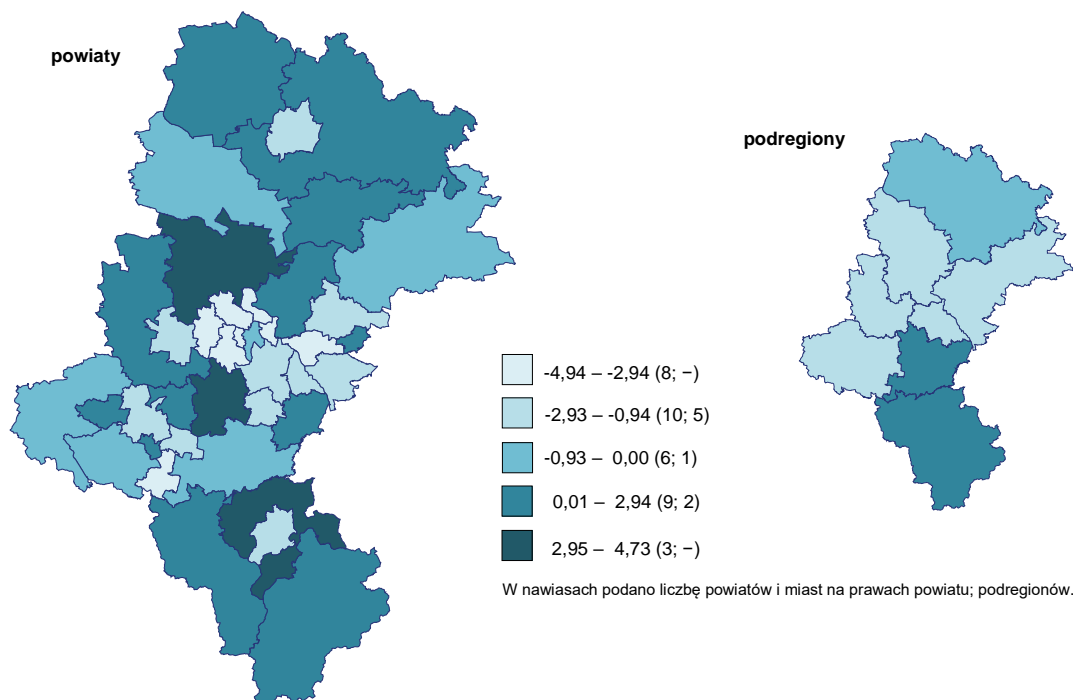 powiaty
podregiony
-4,94 – -2,94 (8; −)
-2,93 – -0,94 (10; 5)
-0,93 – 0,00 (6; 1)
0,01 – 2,94 (9; 2)
2,95 – 4,73 (3; −)
W nawiasach podano liczbę powiatów i miast na prawach powiatu; podregionów.